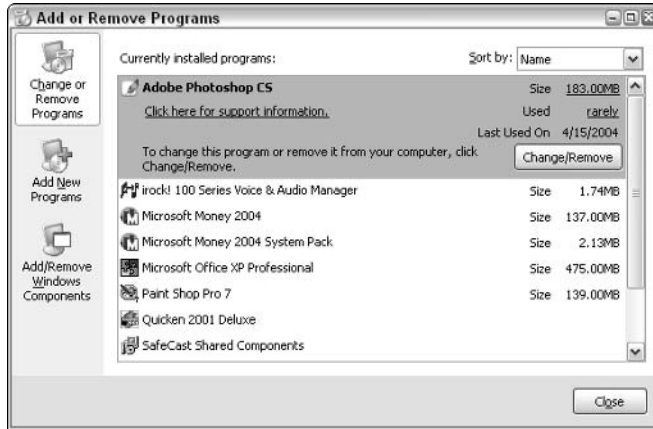 Add or Remove Programs
Change or
Remove
Programs
Add New
Programs
Add/Remove
Windows
Components
Currently installed programs:
Sort by: Name
Adobe Photoshop CS Size 183.00MB
Click here for support information. Used rarely
Last Used On 4/15/2004
To change this program or remove it from your computer, click
Change/Remove.
Change/Remove
irock! 100 Series Voice & Audio Manager Size 1.74MB
Microsoft Money 2004 Size 137.00MB
Microsoft Money 2004 System Pack Size 2.13MB
Microsoft Office XP Professional Size 475.00MB
Paint Shop Pro 7 Size 139.00MB
Quicken 2001 Deluxe
SafeCast Shared Components
Close